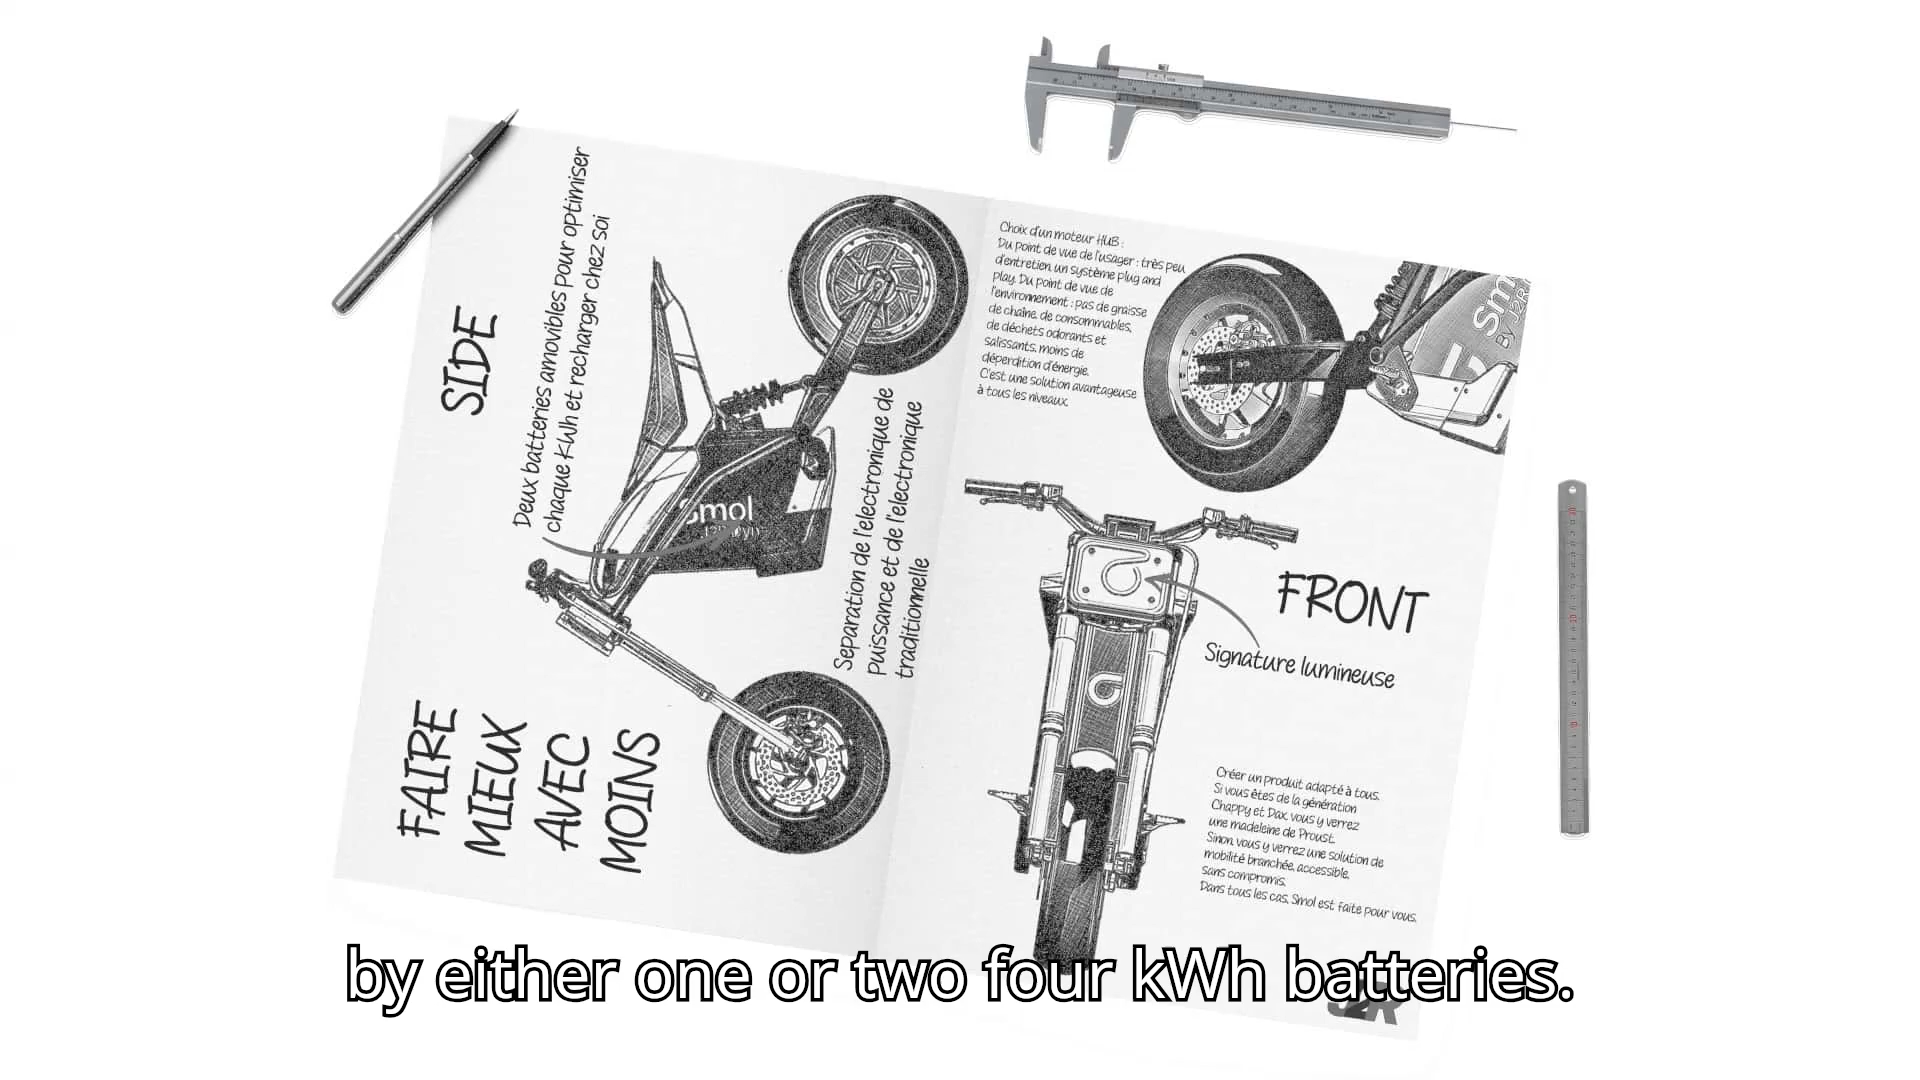 SIDE
Deux batteries amovibles pour optimiser
chaque KWh et recharger chez soi
FAIRE
MIEUX
AVEC
MOINS
Smol
Separation de l'electronique de
puissance et de l'electronique
traditionnelle
Choix d'un moteur HUB :
Du point de vue de l'usager : très peu
d'entretien, un système plug and
play. Du point de vue de
l'environnement : pas de graisse
de chaîne, de consommables,
de déchets odorants et
salissants, moins de
déperdition d'énergie.
C'est une solution avantageuse
à tous les niveaux.
Smol
BY J2R
FRONT
Signature lumineuse
Créer un produit adapté à tous.
Si vous êtes de la génération
Chappy et Dax, vous y verrez
une madeleine de Proust.
Sinon, vous y verrez une solution de
mobilité branchée, accessible,
sans compromis.
Dans tous les cas, Smol est faite pour vous.
by either one or two four kWh batteries.
J2R